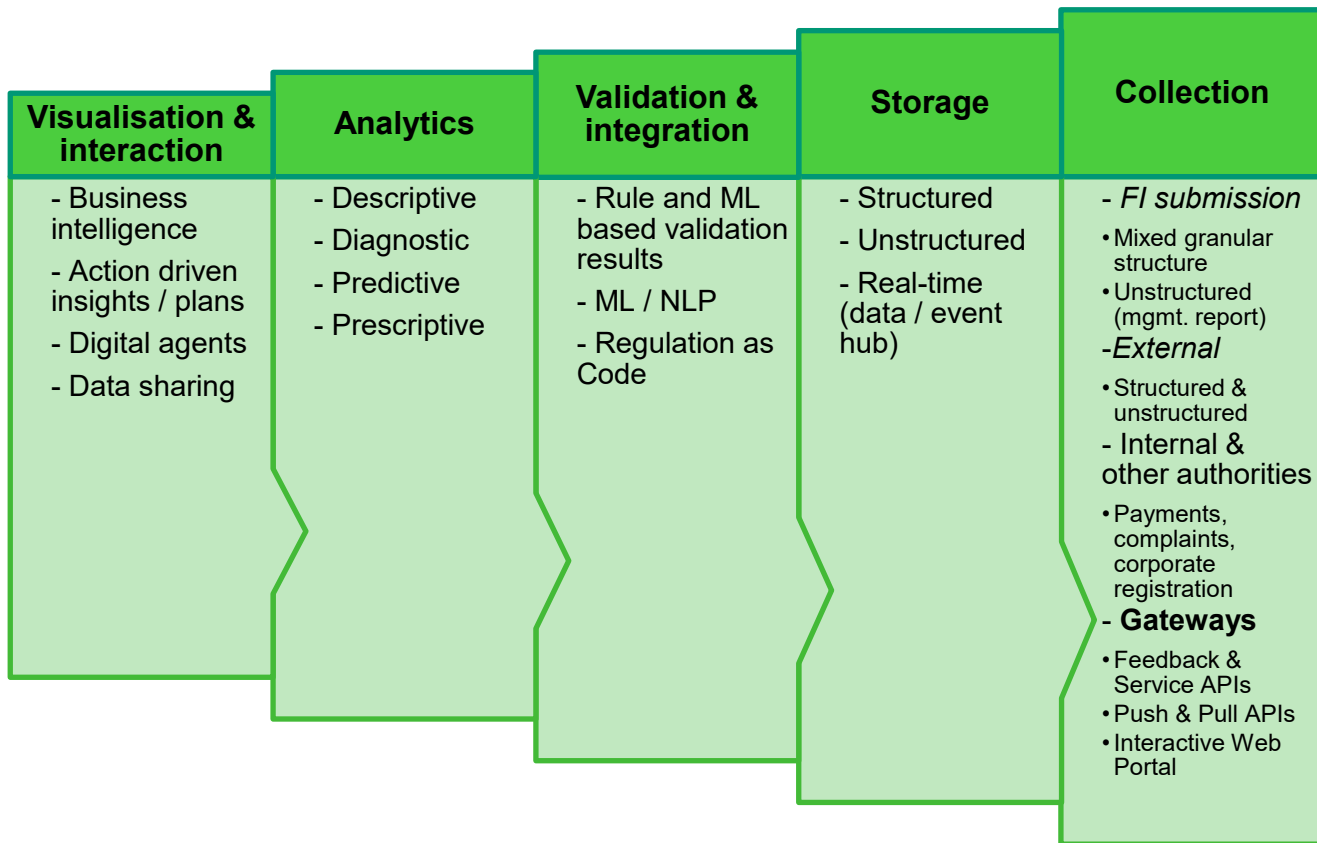 Visualisation &
interaction
- Business
intelligence
- Action driven
insights / plans
- Digital agents
- Data sharing
Analytics
- Descriptive
- Diagnostic
- Predictive
- Prescriptive
Validation &
integration
- Rule and ML
based validation
results
- ML / NLP
- Regulation as
Code
Storage
- Structured
- Unstructured
- Real-time
(data / event
hub)
Collection
- FI submission
• Mixed granular
structure
• Unstructured
(mgmt. report)
-External
• Structured &
unstructured
- Internal &
other authorities
• Payments,
complaints,
corporate
registration
- Gateways
• Feedback &
Service APIs
• Push & Pull APIs
• Interactive Web
Portal